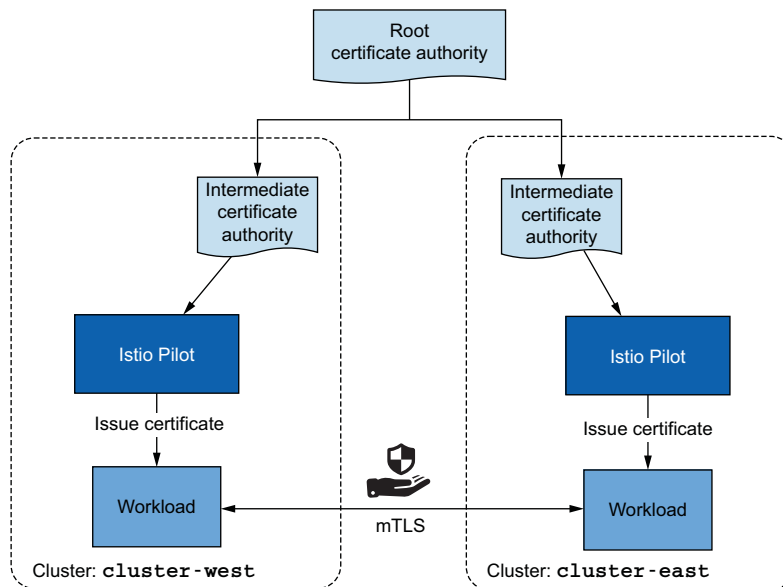 Root
certificate authority
Intermediate
certificate
authority
Intermediate
certificate
authority
Istio Pilot
Istio Pilot
Issue certificate
Issue certificate
Workload
mTLS
Workload
Cluster: cluster-west
Cluster: cluster-east